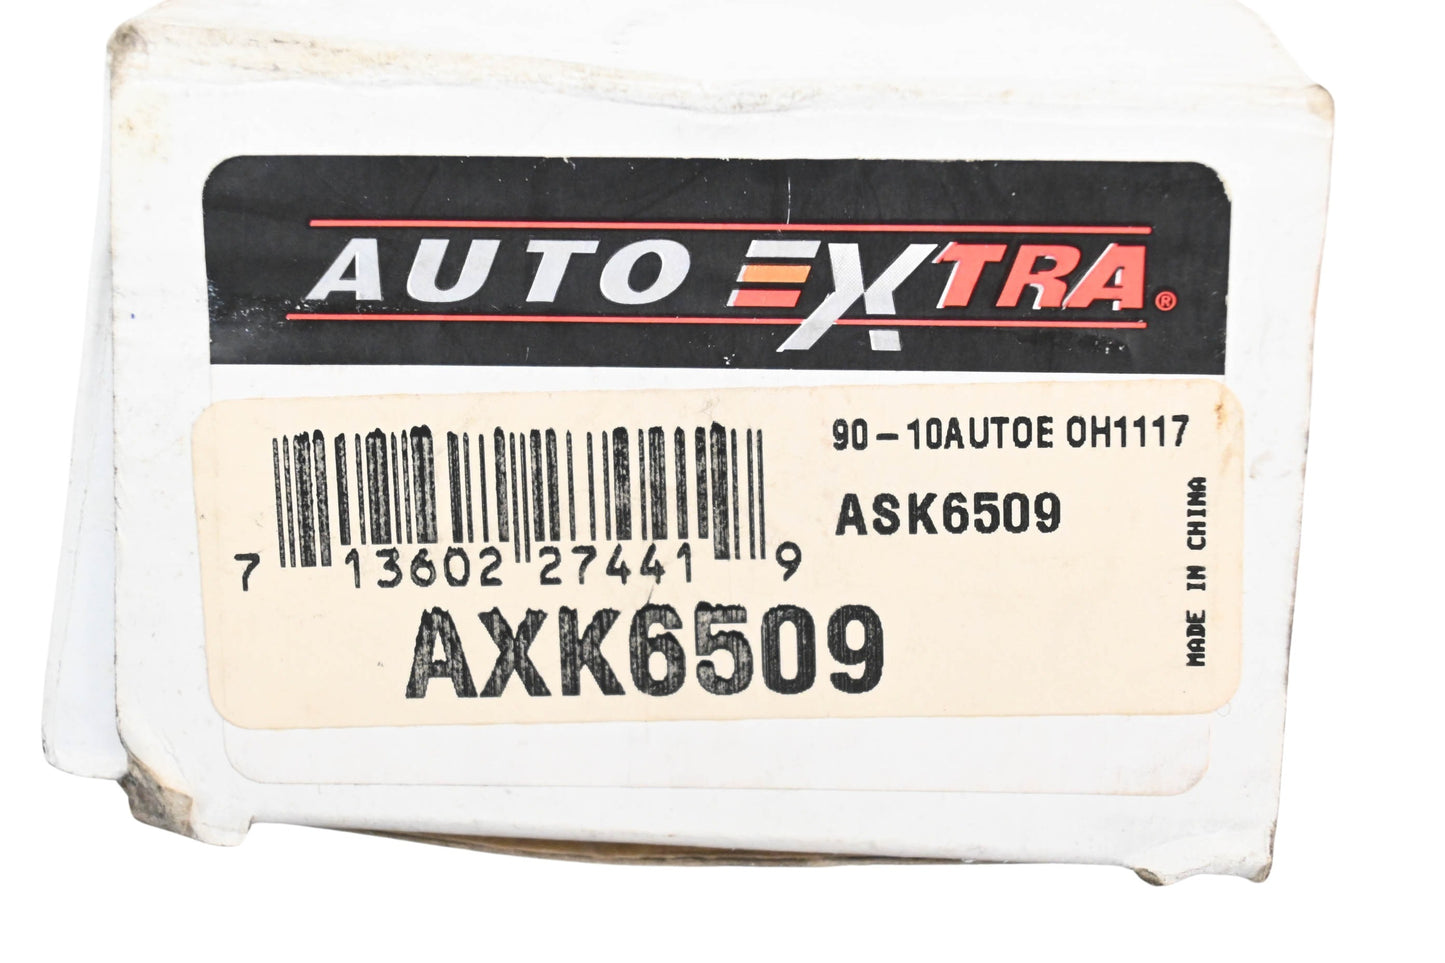 AUTO EXTRA®
90-10AUTOE OH1117
ASK6509
7 13602 27441 9
AXK6509
MADE IN CHINA